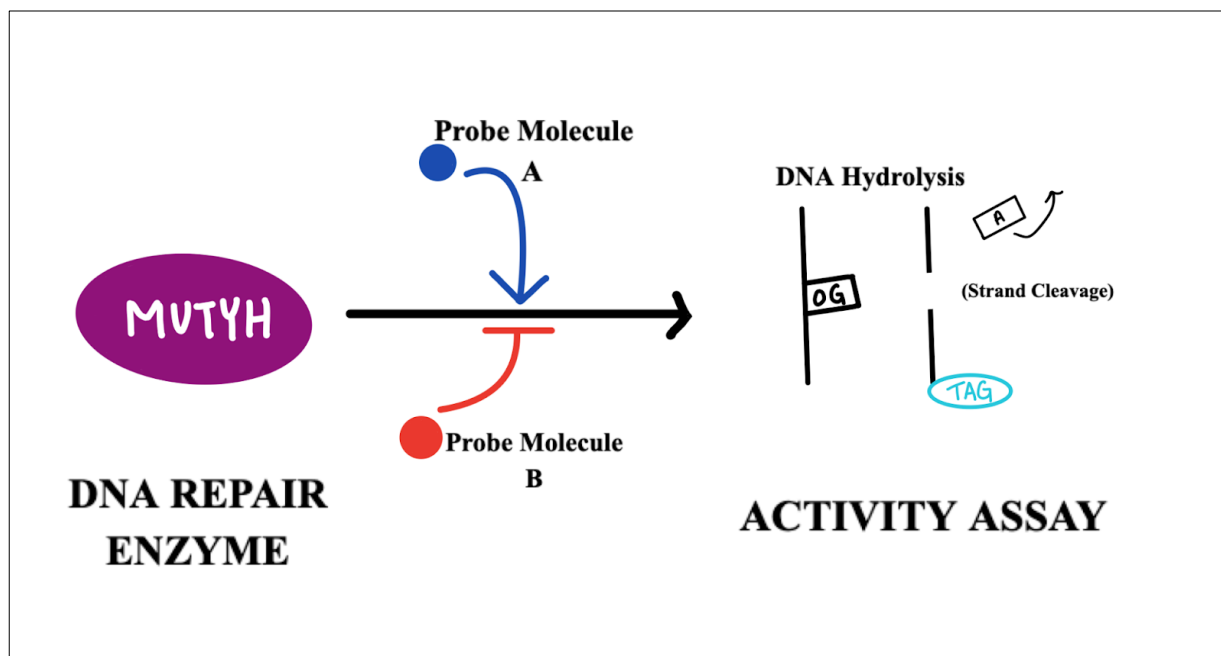 Probe Molecule
A
DNA Hydrolysis
A
MUTYH
OG
(Strand Cleavage)
TAG
Probe Molecule
B
DNA REPAIR
ENZYME
ACTIVITY ASSAY